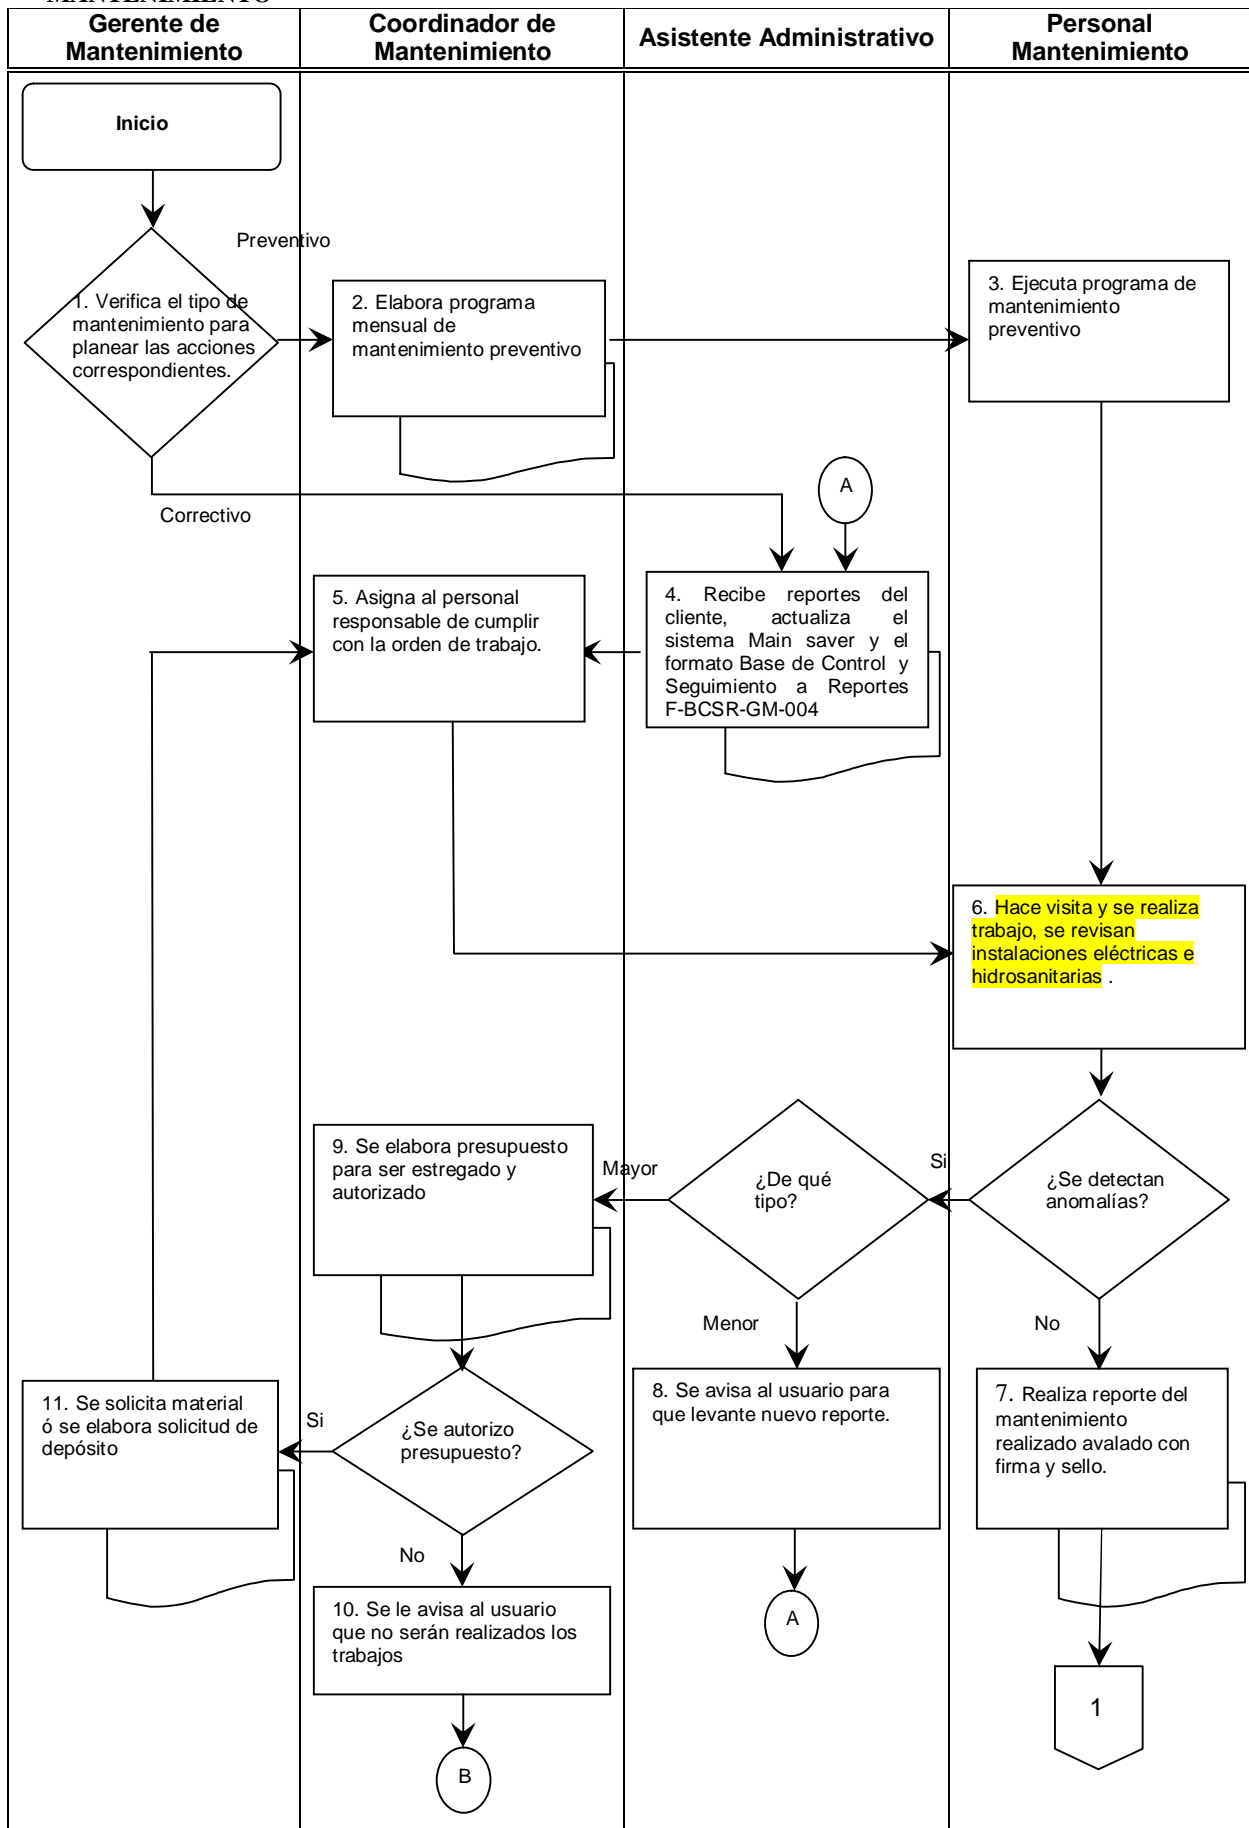 MANTENIMIENTO
Gerente de
Mantenimiento
Coordinador de
Mantenimiento
Asistente Administrativo
Personal
Mantenimiento
Inicio
Preventivo
1. Verifica el tipo de
mantenimiento para
planear las acciones
correspondientes.
2. Elabora programa
mensual de
mantenimiento preventivo
3. Ejecuta programa de
mantenimiento
preventivo
Correctivo
A
5. Asigna al personal
responsable de cumplir
con la orden de trabajo.
4. Recibe reportes del
cliente, actualiza el
sistema Main saver y el
formato Base de Control y
Seguimiento a Reportes
F-BCSR-GM-004
6. Hace visita y se realiza
trabajo, se revisan
instalaciones eléctricas e
hidrosanitarias .
9. Se elabora presupuesto
para ser estregado y
autorizado
Mayor
¿De qué
tipo?
Si
¿Se detectan
anomalías?
Menor
No
11. Se solicita material
ó se elabora solicitud de
depósito
Si
¿Se autorizo
presupuesto?
8. Se avisa al usuario para
que levante nuevo reporte.
7. Realiza reporte del
mantenimiento
realizado avalado con
firma y sello.
No
10. Se le avisa al usuario
que no serán realizados los
trabajos
A
1
B